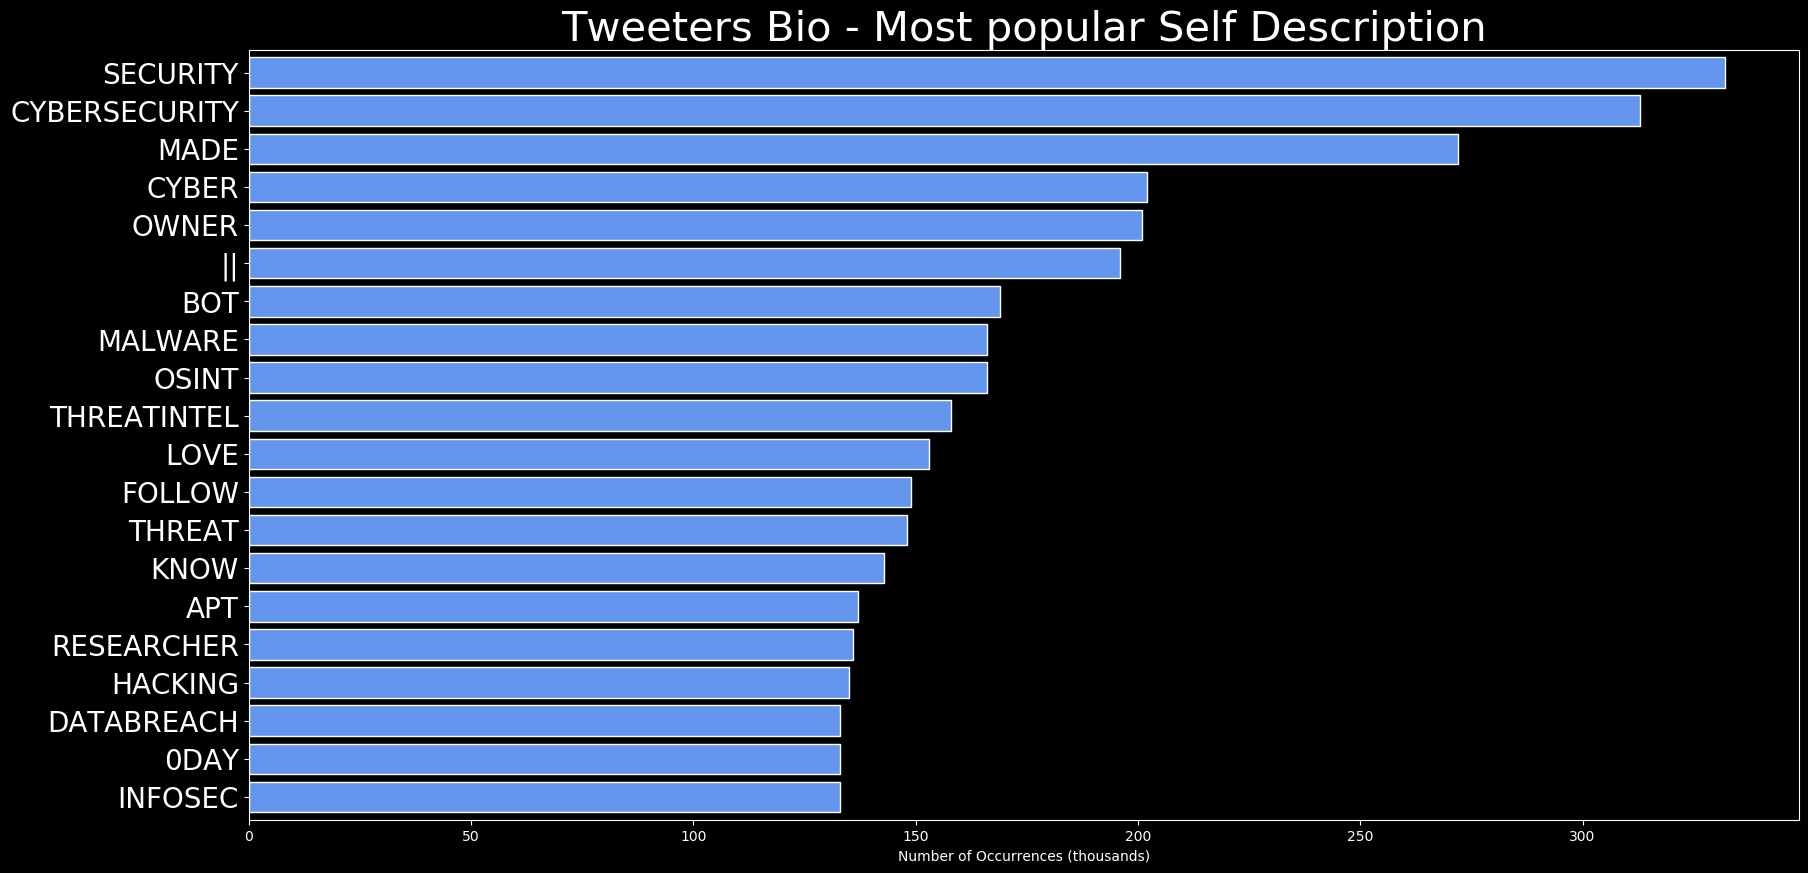 Tweeters Bio - Most popular Self Description
SECURITY
CYBERSECURITY
MADE
CYBER
OWNER
||
BOT
MALWARE
OSINT
THREATINTEL
LOVE
FOLLOW
THREAT
KNOW
APT
RESEARCHER
HACKING
DATABREACH
0DAY
INFOSEC
0 50 100 150 200 250 300
Number of Occurrences (thousands)